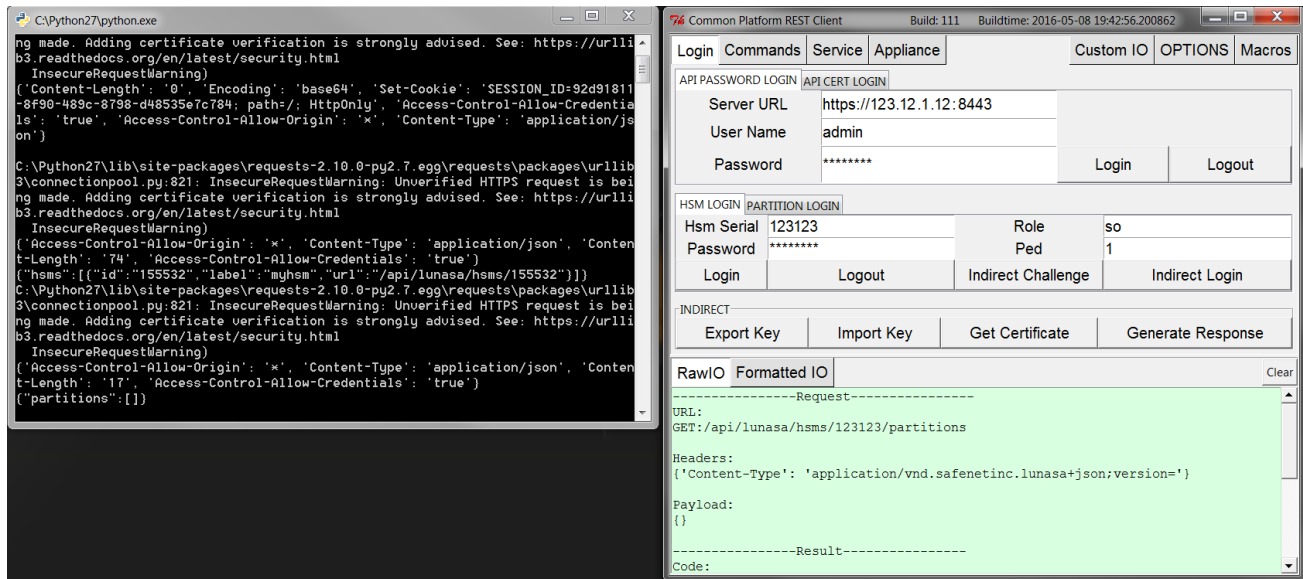 C:\Python27\python.exe
ng made. Adding certificate verification is strongly advised. See: https://urlli
b3.readthedocs.org/en/latest/security.html
  InsecureRequestWarning)
{'Content-Length': '0', 'Encoding': 'base64', 'Set-Cookie': 'SESSION_ID=92d91811
-8f90-489c-8798-d48535e7c784; path=/; HttpOnly', 'Access-Control-Allow-Credentia
ls': 'true', 'Access-Control-Allow-Origin': '*', 'Content-Type': 'application/js
on'}
C:\Python27\lib\site-packages\requests-2.10.0-py2.7.egg\requests\packages\urllib
3\connectionpool.py:821: InsecureRequestWarning: Unverified HTTPS request is bei
ng made. Adding certificate verification is strongly advised. See: https://urlli
b3.readthedocs.org/en/latest/security.html
  InsecureRequestWarning)
{'Access-Control-Allow-Origin': '*', 'Content-Type': 'application/json', 'Conten
t-Length': '74', 'Access-Control-Allow-Credentials': 'true'}
{"hsms":[{"id":"155532","label":"myhsm","url":"/api/lunasa/hsms/155532"}]}
C:\Python27\lib\site-packages\requests-2.10.0-py2.7.egg\requests\packages\urllib
3\connectionpool.py:821: InsecureRequestWarning: Unverified HTTPS request is bei
ng made. Adding certificate verification is strongly advised. See: https://urlli
b3.readthedocs.org/en/latest/security.html
  InsecureRequestWarning)
{'Access-Control-Allow-Origin': '*', 'Content-Type': 'application/json', 'Conten
t-Length': '17', 'Access-Control-Allow-Credentials': 'true'}
{"partitions":[]}
Common Platform REST Client Build: 111 Buildtime: 2016-05-08 19:42:56.200862
Login Commands Service Appliance Custom IO OPTIONS Macros
API PASSWORD LOGIN API CERT LOGIN
Server URL https://123.12.1.12:8443
User Name admin
Password ******** Login Logout
HSM LOGIN PARTITION LOGIN
Hsm Serial 123123 Role so
Password ******** Ped 1
Login Logout Indirect Challenge Indirect Login
INDIRECT
Export Key Import Key Get Certificate Generate Response
RawIO Formatted IO Clear
----------------Request----------------
URL:
GET:/api/lunasa/hsms/123123/partitions
Headers:
{'Content-Type': 'application/vnd.safenetinc.lunasa+json;version='}
Payload:
{}
----------------Result----------------
Code: